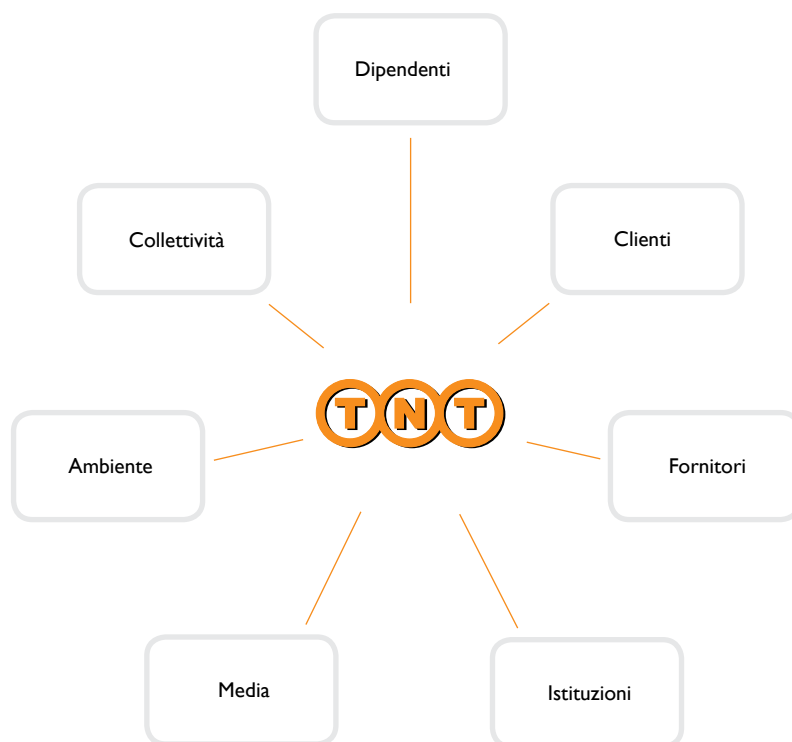 Dipendenti
Collettività
Clienti
TNT
Ambiente
Fornitori
Media
Istituzioni